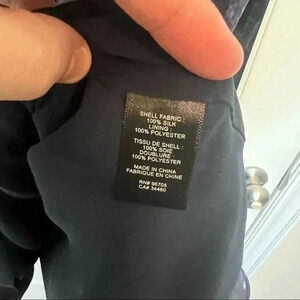 SHELL FABRIC :
100% SILK
LINING :
100% POLYESTER
TISSU DE SHELL :
100% SOIE
DOUBLURE :
100% POLYESTER
MADE IN CHINA
FABRIQUE EN CHINE
RN# 96705
CA# 34460